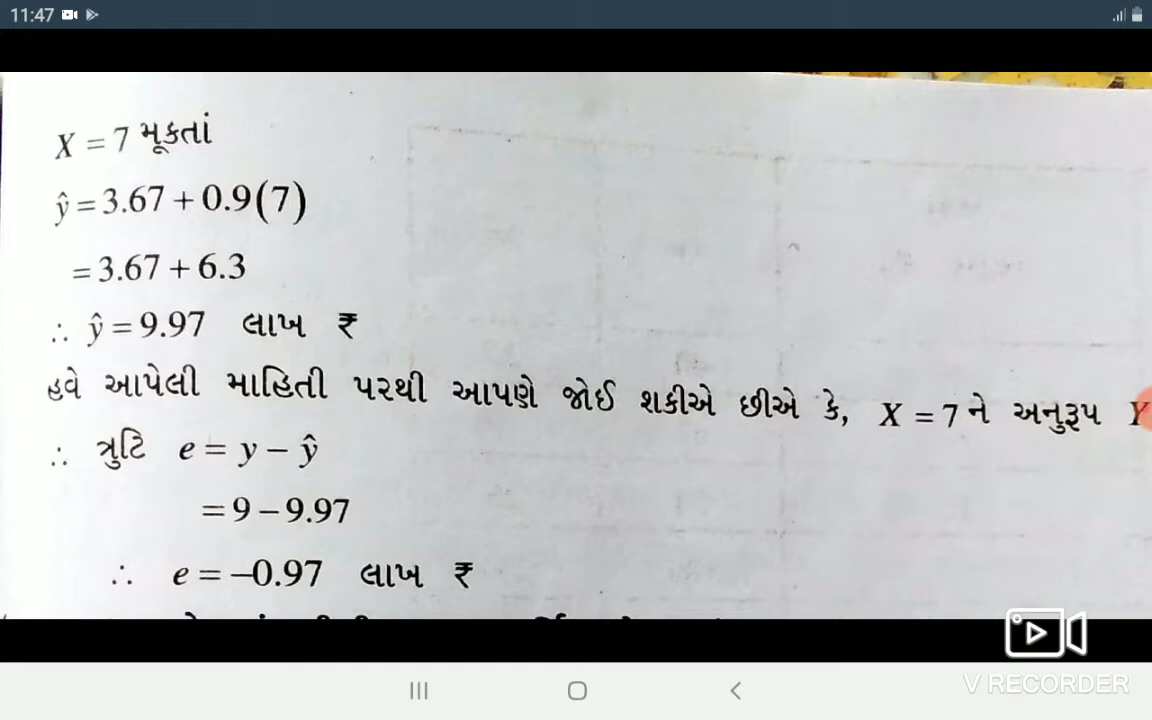 11:47
X = 7 મૂકતાં
ŷ = 3.67 + 0.9(7)
= 3.67 + 6.3
∴ ŷ = 9.97 લાખ ₹
હવે આપેલી માહિતી પરથી આપણે જોઈ શકીએ છીએ કે, X = 7 ને અનુરૂપ Y
∴ ત્રુટિ e = y − ŷ
= 9 − 9.97
∴ e = −0.97 લાખ ₹
V RECORDER